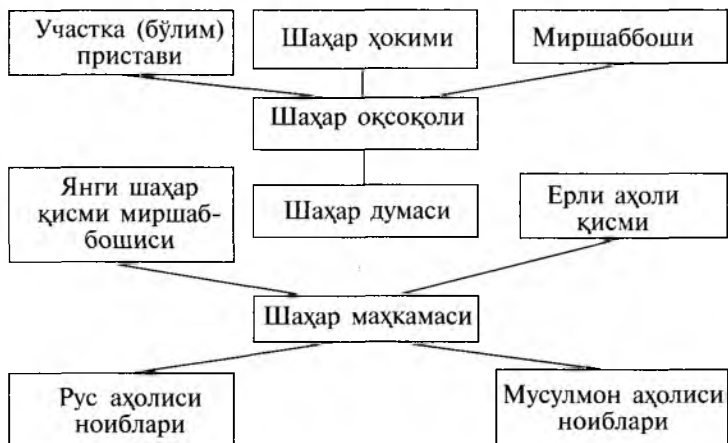 Участка (бўлим)
пристави
Шаҳар ҳокими
Миршаббоши
Шаҳар оқсоқоли
Янги шаҳар
қисми миршаб-
бошиси
Шаҳар думаси
Ерли аҳоли
қисми
Шаҳар маҳкамаси
Рус аҳолиси
ноиблари
Мусулмон аҳолиси
ноиблари